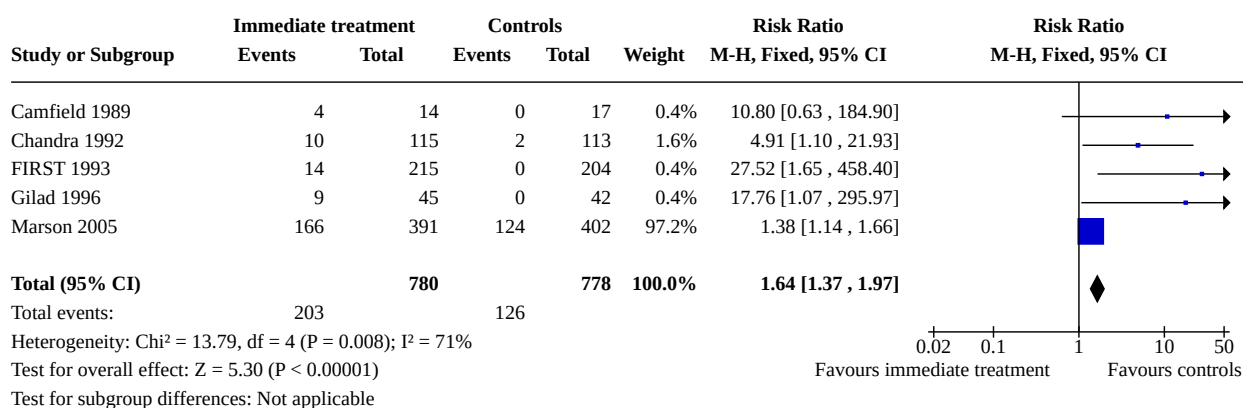 Immediate treatment Controls Risk Ratio Risk Ratio
Study or Subgroup Events Total Events Total Weight M-H, Fixed, 95% CI M-H, Fixed, 95% CI
Camfield 1989 4 14 0 17 0.4% 10.80 [0.63 , 184.90]
Chandra 1992 10 115 2 113 1.6% 4.91 [1.10 , 21.93]
FIRST 1993 14 215 0 204 0.4% 27.52 [1.65 , 458.40]
Gilad 1996 9 45 0 42 0.4% 17.76 [1.07 , 295.97]
Marson 2005 166 391 124 402 97.2% 1.38 [1.14 , 1.66]
Total (95% CI) 780 778 100.0% 1.64 [1.37 , 1.97]
Total events: 203 126
Heterogeneity: Chi² = 13.79, df = 4 (P = 0.008); I² = 71% 0.02 0.1 1 10 50
Test for overall effect: Z = 5.30 (P < 0.00001) Favours immediate treatment Favours controls
Test for subgroup differences: Not applicable